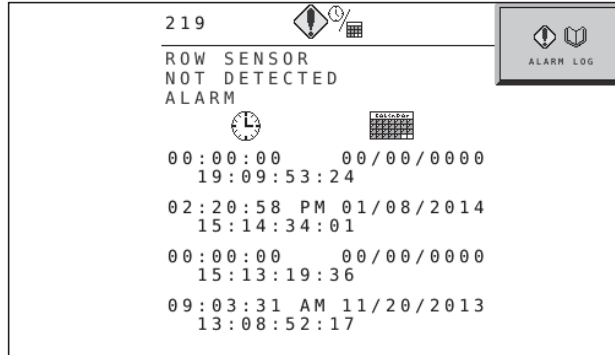 219
ALARM LOG
ROW SENSOR
NOT DETECTED
ALARM
CALENDAR
00:00:00 00/00/0000
19:09:53:24
02:20:58 PM 01/08/2014
15:14:34:01
00:00:00 00/00/0000
15:13:19:36
09:03:31 AM 11/20/2013
13:08:52:17